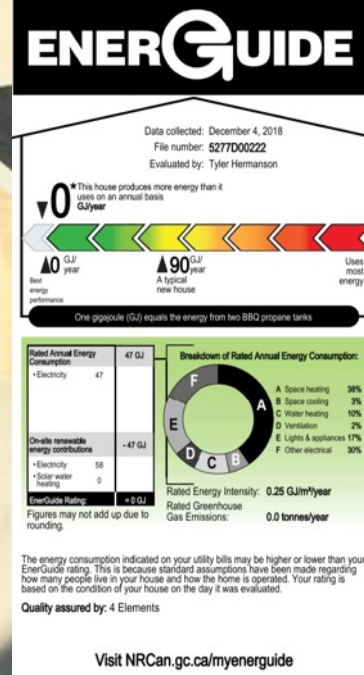 ENERGUIDE
Data collected: December 4, 2018
File number: 5277D00222
Evaluated by: Tyler Hermanson
0
*This house produces more energy than it
uses on an annual basis
GJ/year
0 GJ/
year
90 GJ/
year
Best
energy
performance
A typical
new house
Uses
most
energy
One gigajoule (GJ) equals the energy from two BBQ propane tanks
Rated Annual Energy
Consumption 47 GJ
•Electricity 47
On-site renewable
energy contributions - 47 GJ
•Electricity 58
•Solar water
heating 0
EnerGuide Rating: = 0 GJ
Figures may not add up due to
rounding.
Breakdown of Rated Annual Energy Consumption:
F
A
E
D
C
B
A Space heating 38%
B Space cooling 3%
C Water heating 10%
D Ventilation 2%
E Lights & appliances 17%
F Other electrical 30%
Rated Energy Intensity: 0.25 GJ/m²/year
Rated Greenhouse
Gas Emissions: 0.0 tonnes/year
The energy consumption indicated on your utility bills may be higher or lower than your
EnerGuide rating. This is because standard assumptions have been made regarding
how many people live in your house and how the home is operated. Your rating is
based on the condition of your house on the day it was evaluated.
Quality assured by: 4 Elements
Visit NRCan.gc.ca/myenerguide